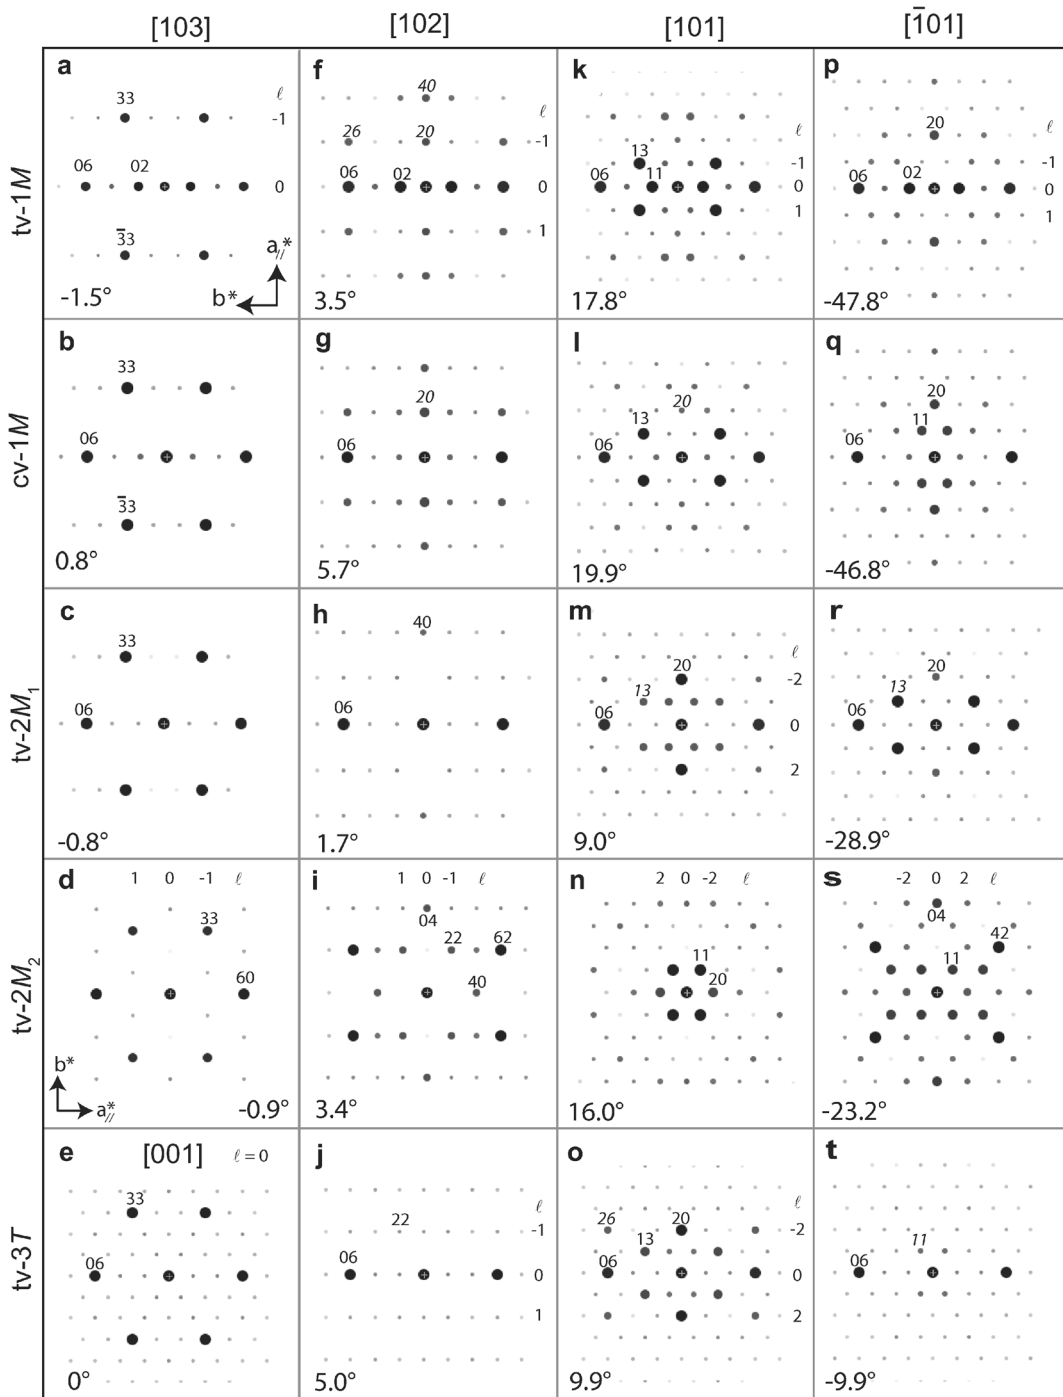 [103] [102] [101] [1̄01]
tv-1M
a
33
ℓ
-1
06 02
0
3̄3
a//*
b*
-1.5°
f
40
ℓ
26 20
-1
06 02
0
1
3.5°
k
ℓ
13
-1
06 11
0
1
17.8°
p
20
ℓ
-1
06 02
0
1
-47.8°
cv-1M
b
33
06
3̄3
0.8°
g
20
06
5.7°
l
20
13
06
19.9°
q
20
11
06
-46.8°
tv-2M1
c
33
06
-0.8°
h
40
06
1.7°
m
ℓ
20
-2
13
06
0
2
9.0°
r
20
13
06
-28.9°
tv-2M2
d 1 0 -1 ℓ
33
60
b*
a//*
-0.9°
i 1 0 -1 ℓ
04
22 62
40
3.4°
n 2 0 -2 ℓ
11
20
16.0°
s -2 0 2 ℓ
04
42
11
-23.2°
tv-3T
e [001] ℓ = 0
33
06
0°
j
ℓ
22
-1
06
0
1
5.0°
o
ℓ
26 20
-2
13
06
0
2
9.9°
t
11
06
-9.9°